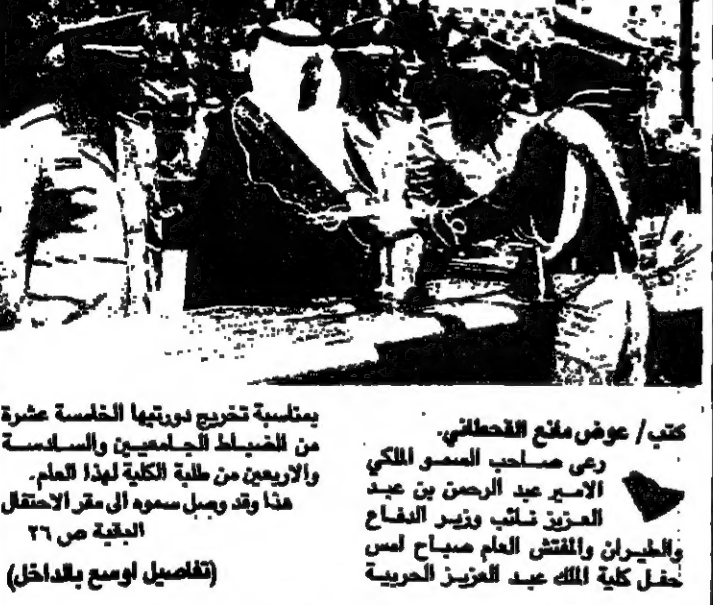 كتب/ عوض مانع القحطاني.
رعى صاحب السمو الملكي
الامير عبد الرحمن بن عبد
العزيز نائب وزير الدفاع
والطيران والمفتش العام صباح امس
حفل كلية الملك عبد العزيز الحربية
بمناسبة تخريج دورتيها الخامسة عشرة
من الضباط الجامعيين والسادسة
والاربعين من طلبة الكلية لهذا العام.
هذا وقد وصل سموه الى مقر الاحتفال
البقية ص ٢٦
(تفاصيل اوسع بالداخل)